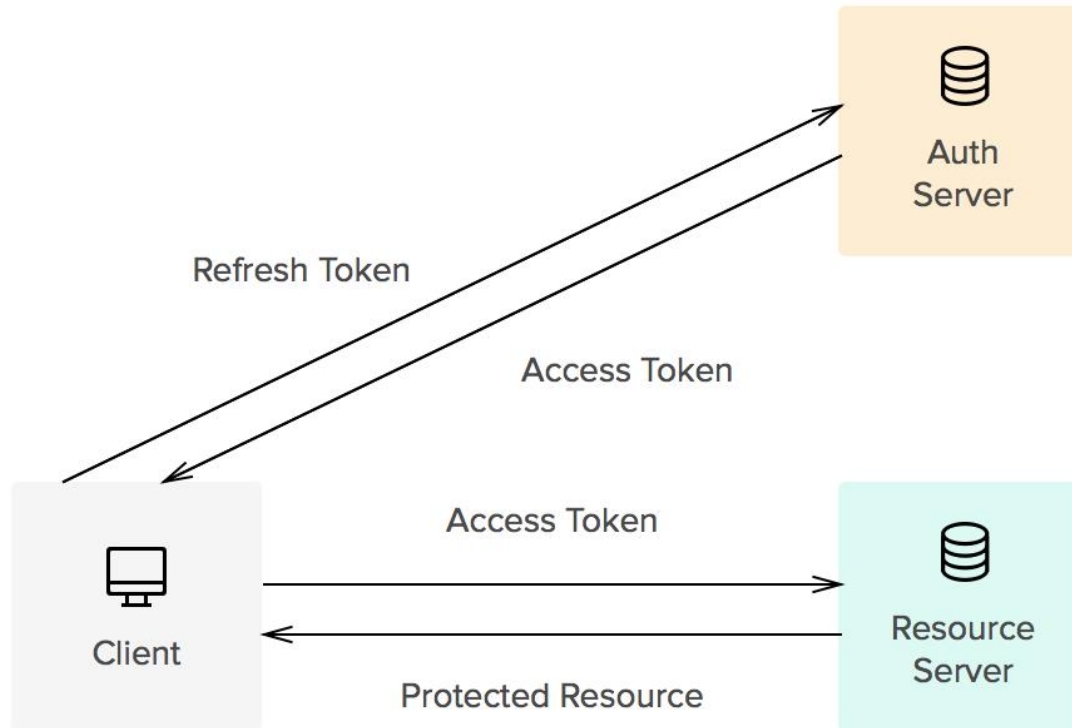 Auth
Server
Refresh Token
Access Token
Access Token
Client
Resource
Server
Protected Resource